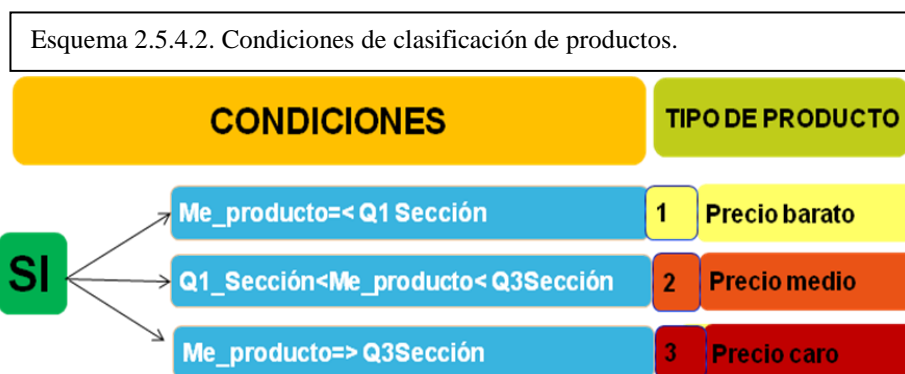 Esquema 2.5.4.2. Condiciones de clasificación de productos.
CONDICIONES TIPO DE PRODUCTO
Me_producto=< Q1 Sección 1 Precio barato
SI Q1_Sección<Me_producto< Q3Sección 2 Precio medio
Me_producto=> Q3Sección 3 Precio caro